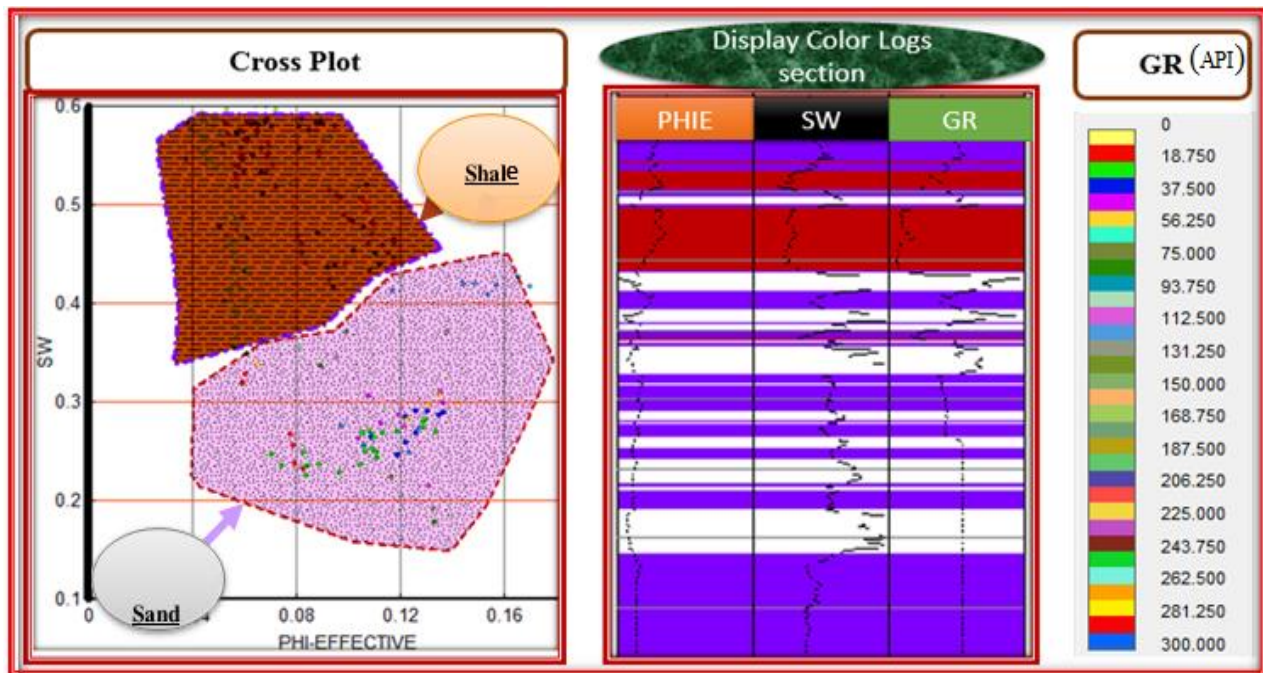 Cross Plot
Display Color Logs
section
GR (API)
PHIE
SW
GR
0.6
0.5
0.4
0.3
0.2
0.1
SW
0
0.08
0.12
0.16
PHI-EFFECTIVE
Shale
Sand
0
18.750
37.500
56.250
75.000
93.750
112.500
131.250
150.000
168.750
187.500
206.250
225.000
243.750
262.500
281.250
300.000